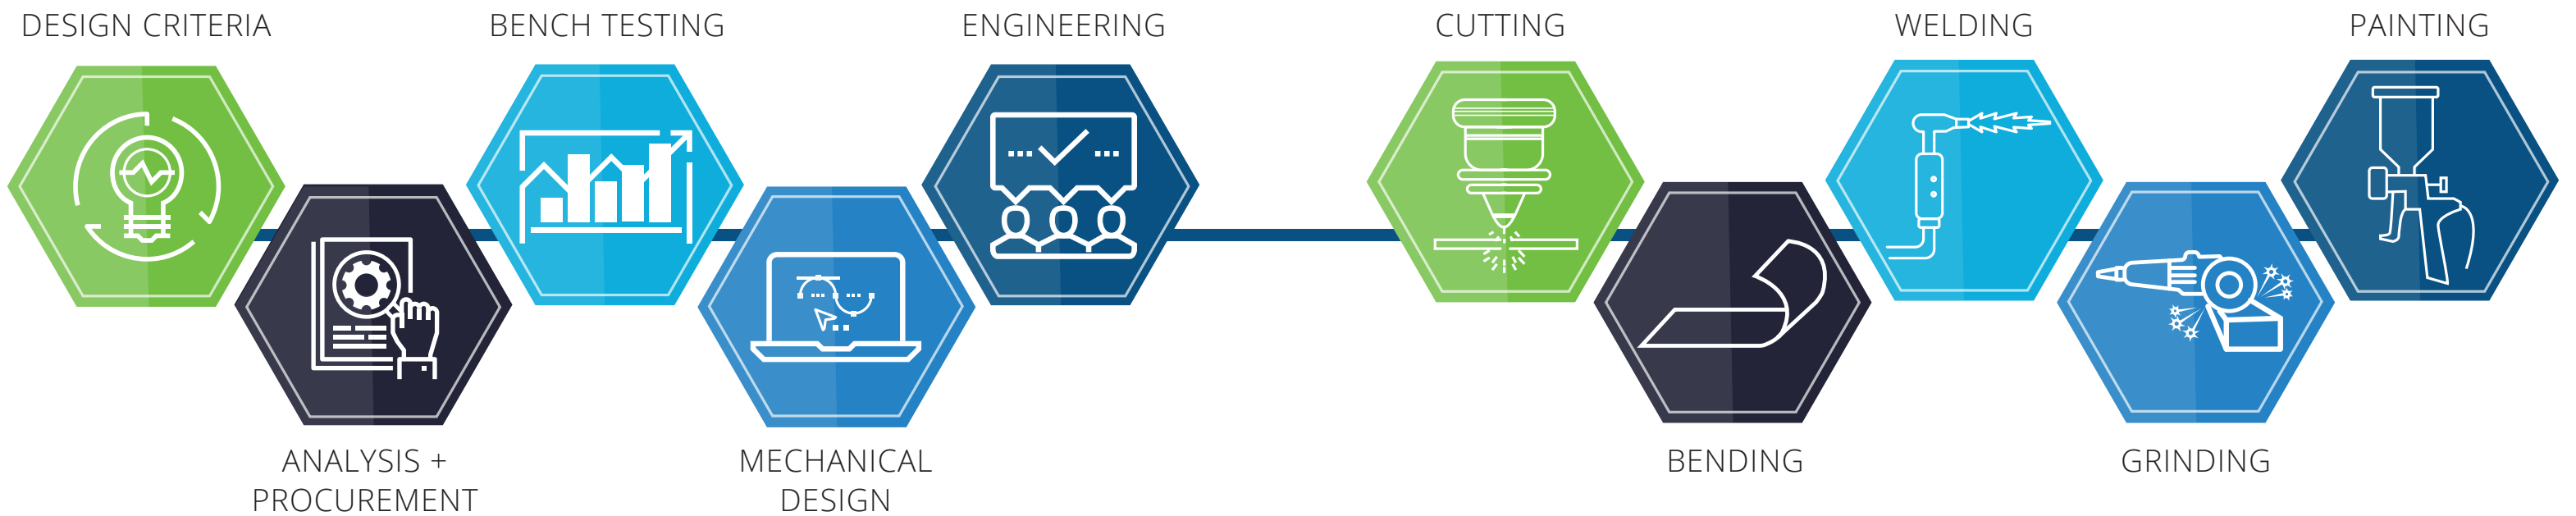 DESIGN CRITERIA
ANALYSIS +
PROCUREMENT
BENCH TESTING
MECHANICAL
DESIGN
ENGINEERING
CUTTING
BENDING
WELDING
GRINDING
PAINTING